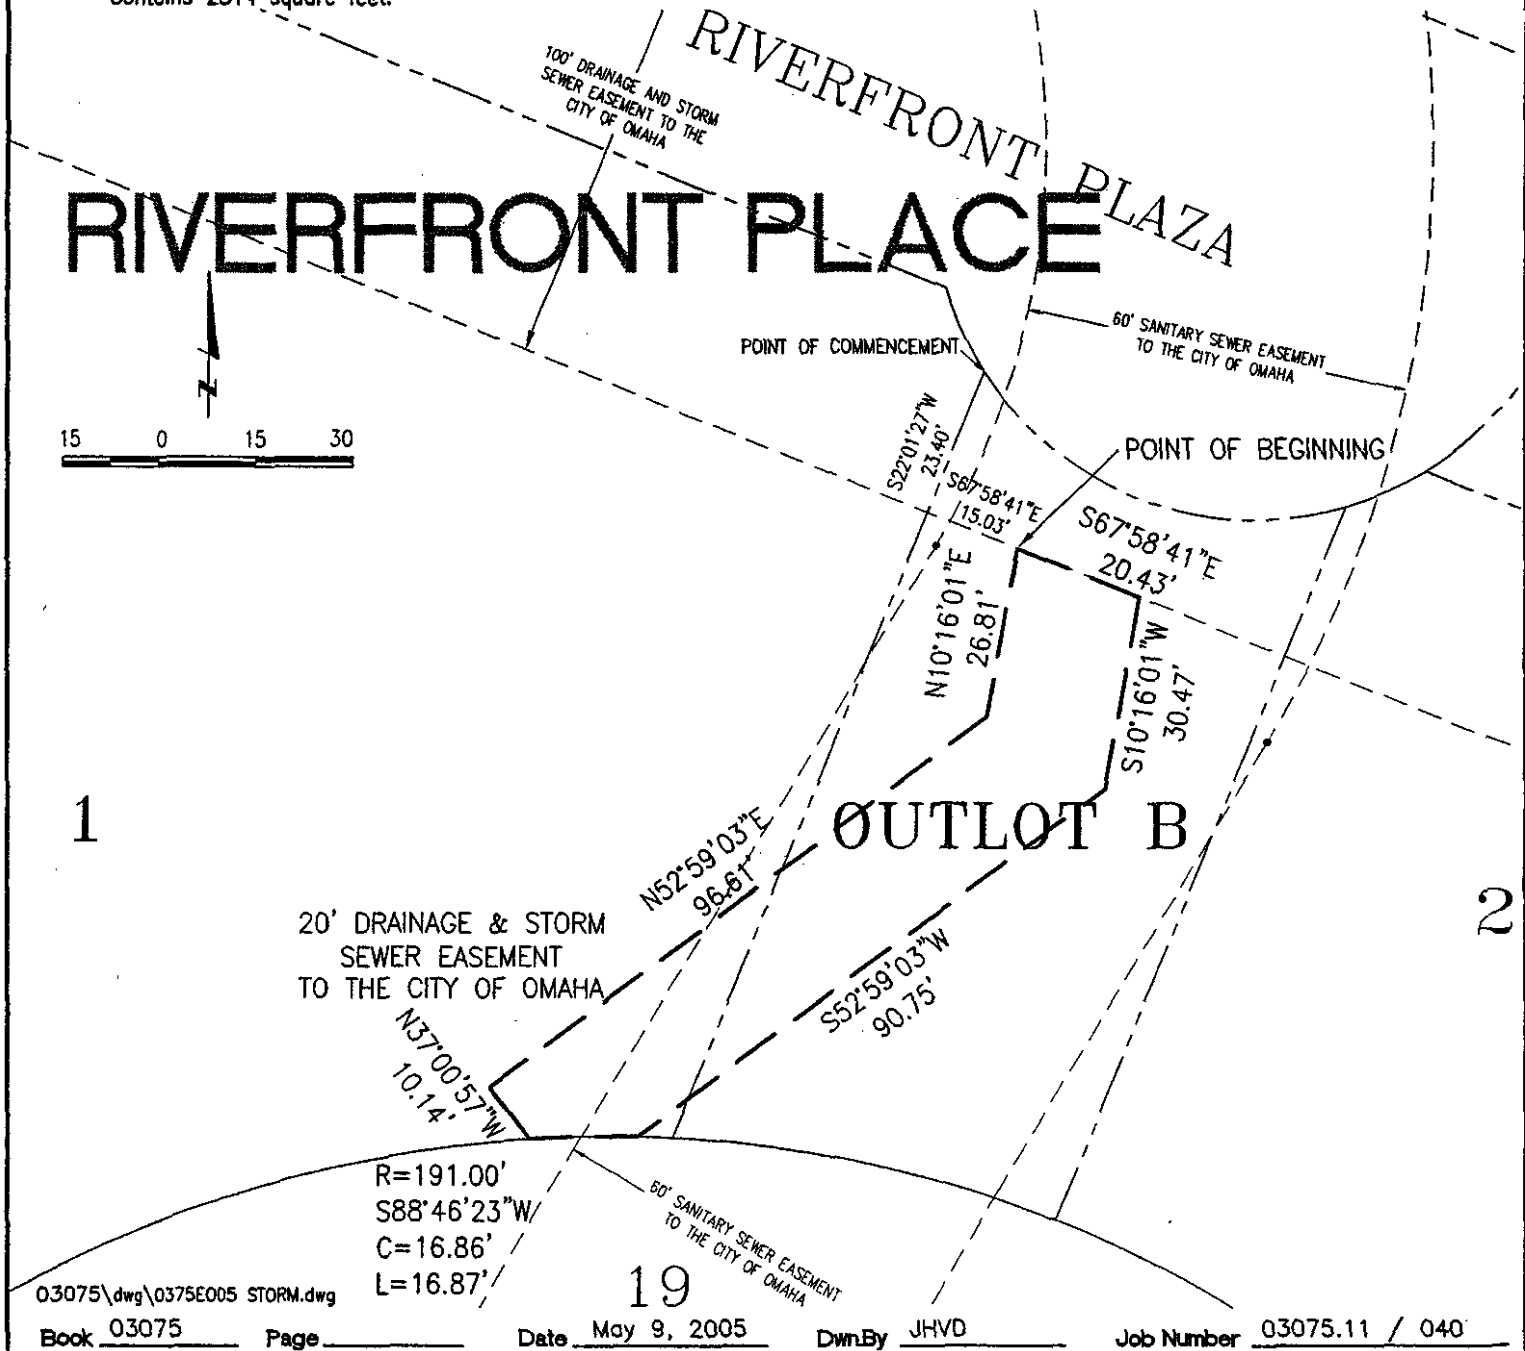 Contains 2514 square feet.
RIVERFRONT PLAZA
100' DRAINAGE AND STORM
SEWER EASEMENT TO THE
CITY OF OMAHA
RIVERFRONT PLACE
N
15 0 15 30
POINT OF COMMENCEMENT
60' SANITARY SEWER EASEMENT
TO THE CITY OF OMAHA
POINT OF BEGINNING
S22°01'27"W
23.40'
S67°58'41"E
15.03'
S67°58'41"E
20.43'
N10°16'01"E
26.81'
S10°16'01"W
30.47'
1
OUTLOT B
2
N52°59'03"E
96.61'
20' DRAINAGE & STORM
SEWER EASEMENT
TO THE CITY OF OMAHA
S52°59'03"W
90.75'
N37°00'57"W
10.14'
R=191.00'
S88°46'23"W
C=16.86'
L=16.87'
60' SANITARY SEWER EASEMENT
TO THE CITY OF OMAHA
19
03075\dwg\0375E005 STORM.dwg
Book 03075 Page Date May 9, 2005 Dwn.By JHVD Job Number 03075.11 / 040